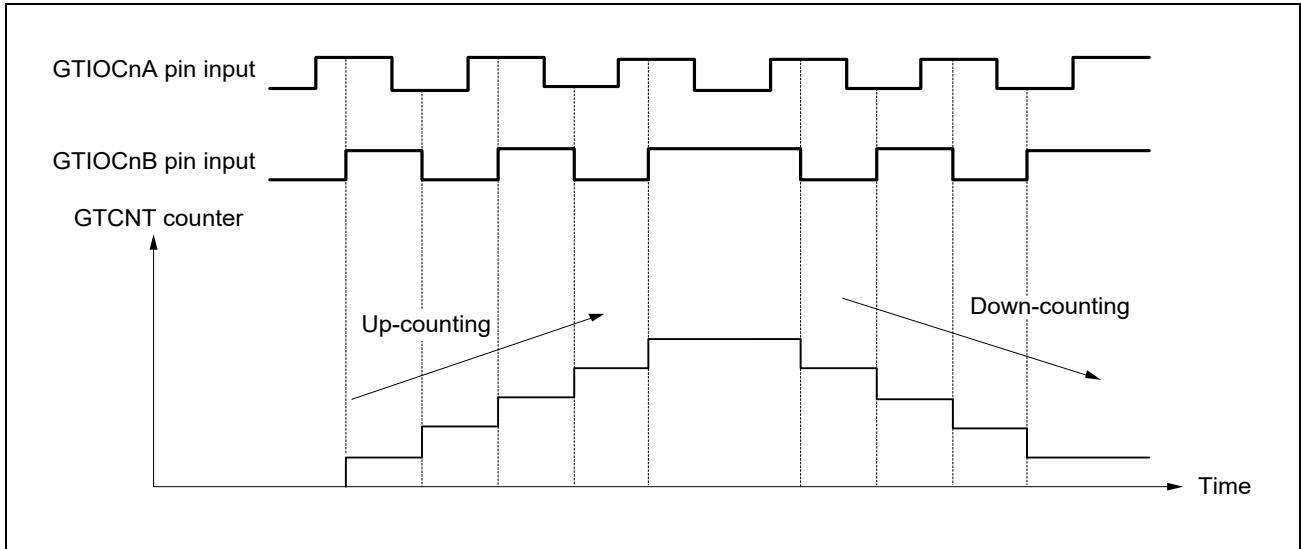 GTIOCnA pin input
GTIOCnB pin input
GTCNT counter
Up-counting
Down-counting
Time